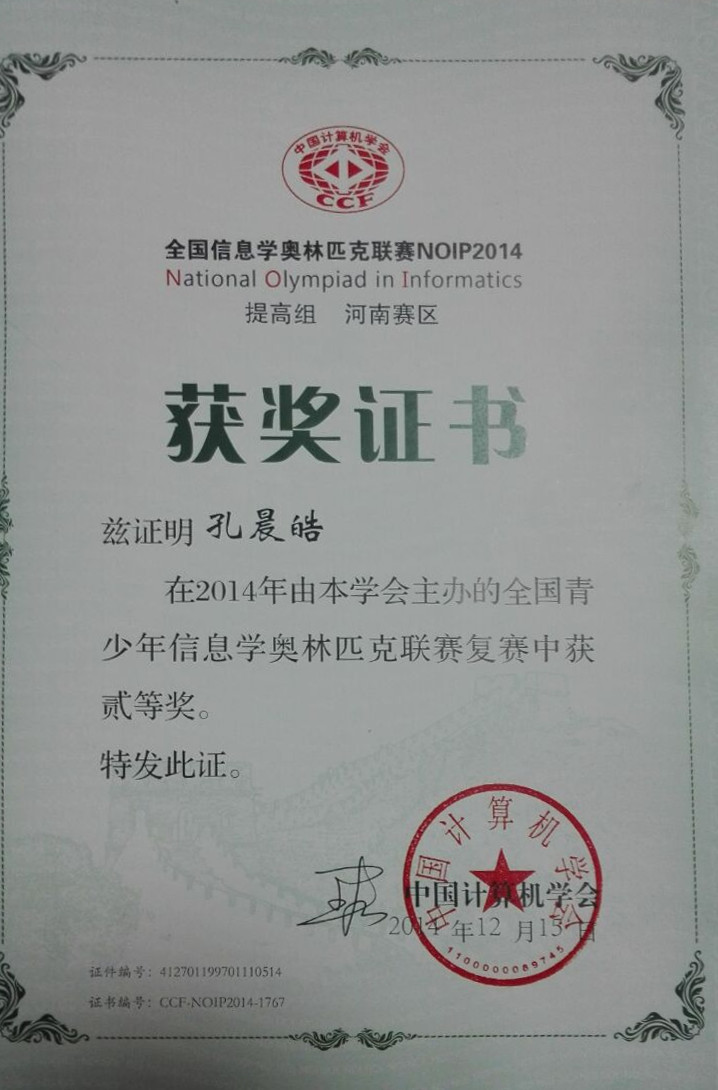 中国计算机学会
CCF
全国信息学奥林匹克联赛NOIP2014
National Olympiad in Informatics
提高组 河南赛区
获奖证书
兹证明 孔晨皓
在2014年由本学会主办的全国青
少年信息学奥林匹克联赛复赛中获
贰等奖。
特发此证。
中国计算机学会
中国计算机学会
2014 年12 月15 日
1100000089745
证件编号：412701199701110514
证书编号：CCF-NOIP2014-1767